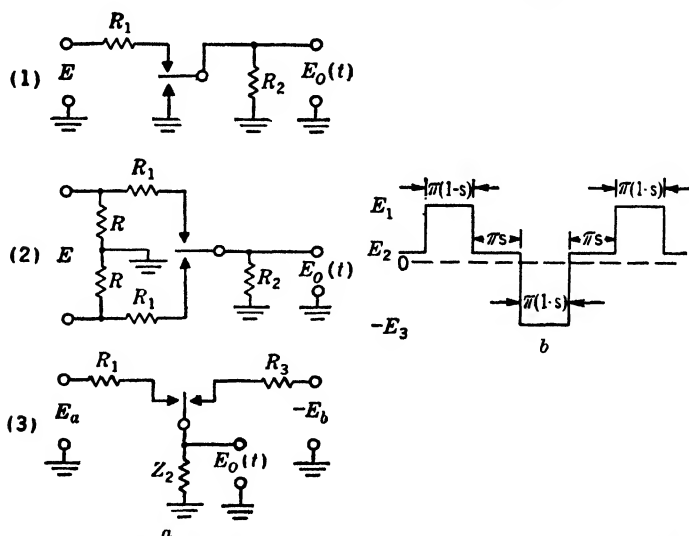 R₁
(1) E R₂ E₀(t)
R₁
(2) E R R R₂ E₀(t)
R₁
R₁ R₃
(3) Eₐ -E_b
Z₂ E₀(t)
a
π(1-s) π(1·s)
E₁
πs πs
E₂
0
π(1·s)
-E₃
b